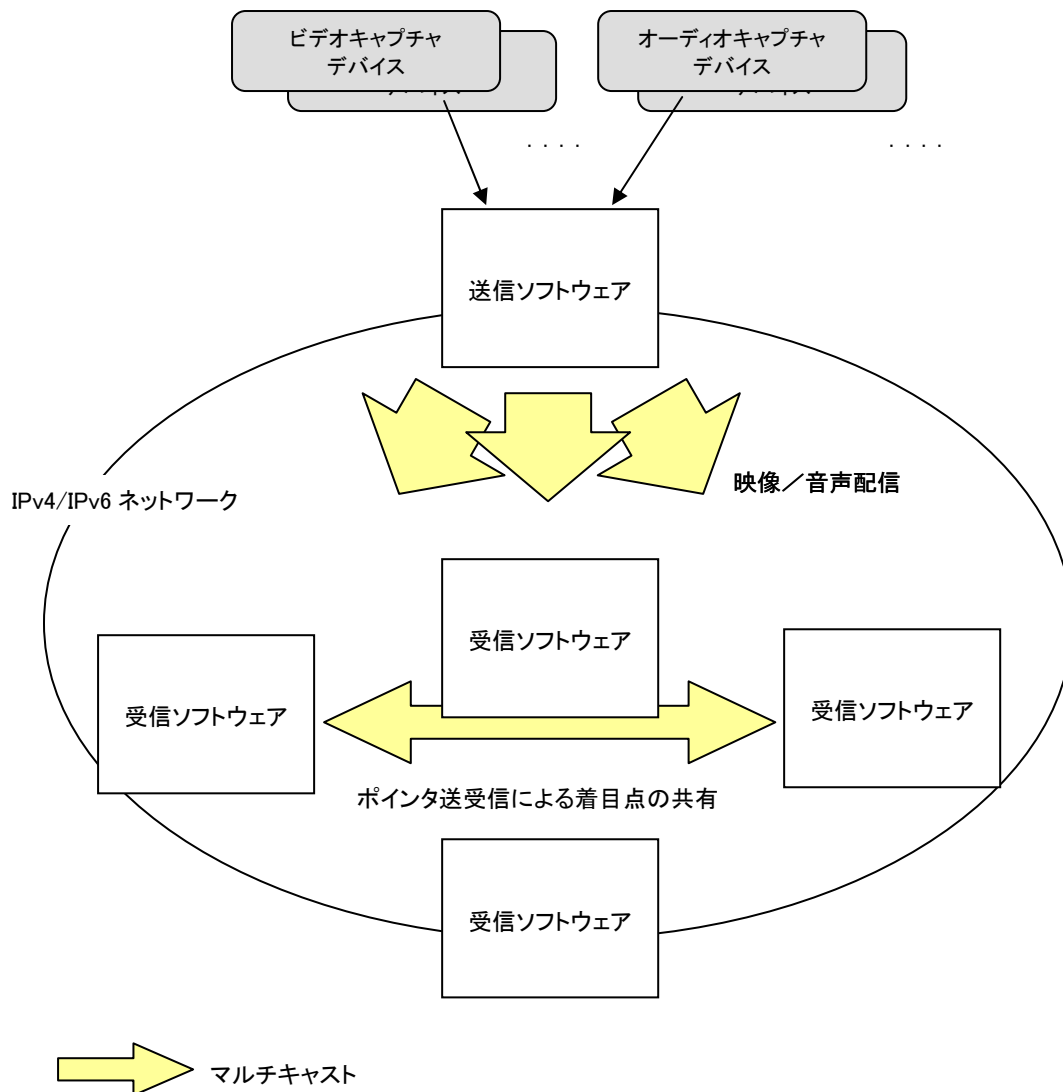 ビデオキャプチャ
デバイス
オーディオキャプチャ
デバイス
. . . .
. . . .
送信ソフトウェア
IPv4/IPv6 ネットワーク
映像／音声配信
受信ソフトウェア
受信ソフトウェア
受信ソフトウェア
ポインタ送受信による着目点の共有
受信ソフトウェア
マルチキャスト